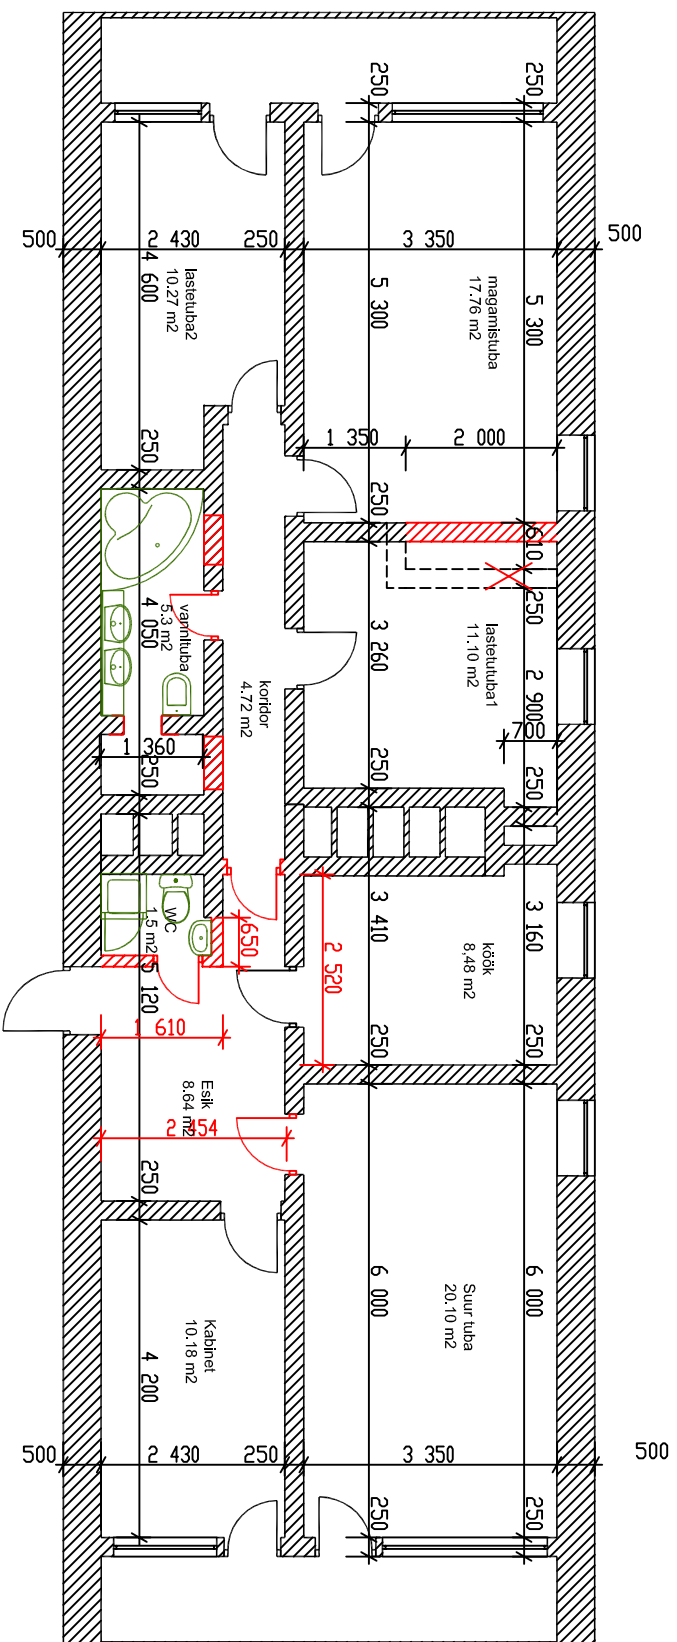 250
250
500
2 430
250
3 350
500
4 600
lastetuba2
10.27 m2
5 300
magamistuba
17.76 m2
5 300
1 350
2 000
250
250
610
4 050
vannituba
5.3 m2
koridor
4.72 m2
3 260
lastetutuba1
11.10 m2
250
2 900
700
1 360
250
250
250
WC
1.5 m2
650
2 520
3 410
köök
8,48 m2
3 160
5 120
1 610
250
250
Esik
8.64 m2
2 454
250
6 000
Suur tuba
20.10 m2
6 000
Kabinet
10.18 m2
4 200
500
2 430
250
3 350
500
250
250